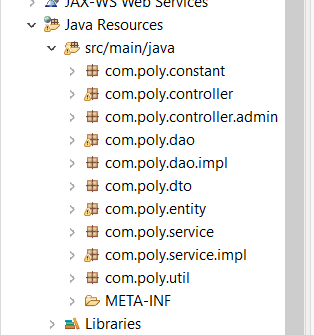 JAX-WS Web Services
Java Resources
src/main/java
com.poly.constant
com.poly.controller
com.poly.controller.admin
com.poly.dao
com.poly.dao.impl
com.poly.dto
com.poly.entity
com.poly.service
com.poly.service.impl
com.poly.util
META-INF
Libraries